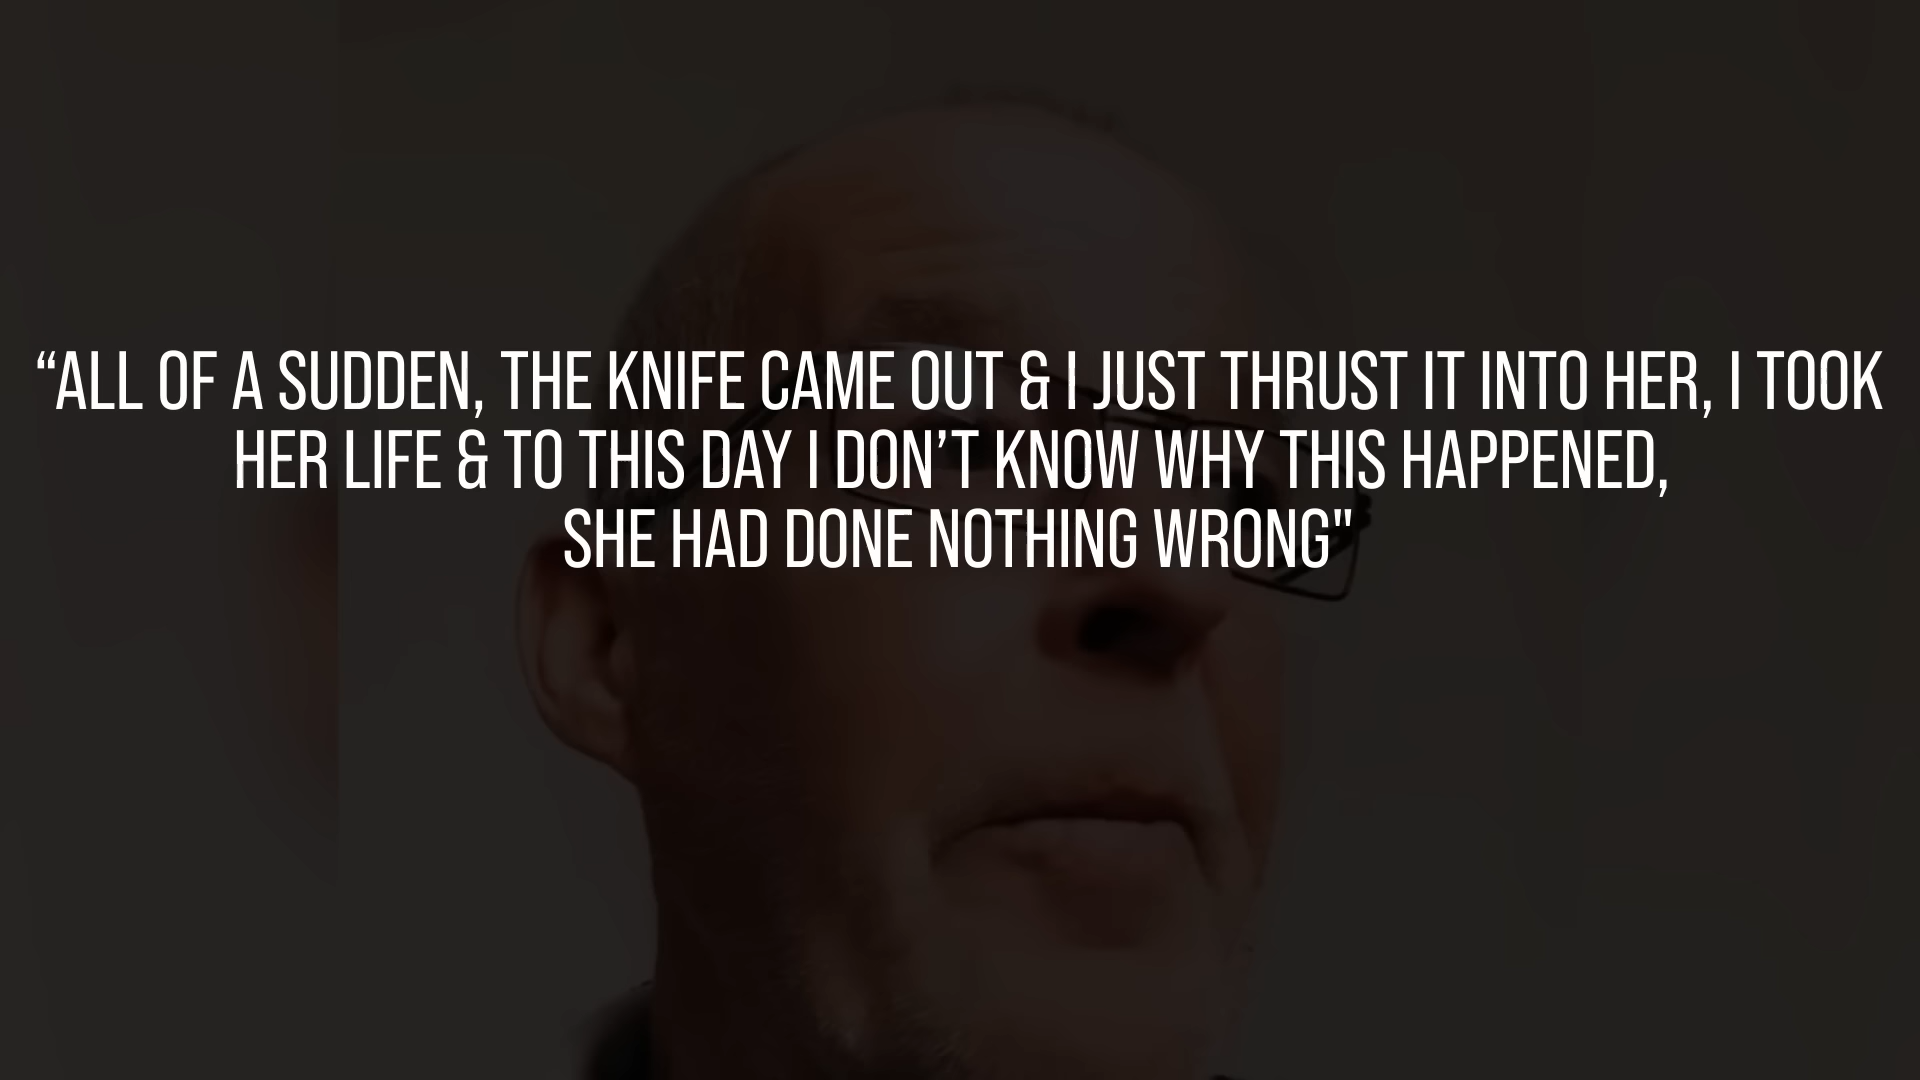 “ALL OF A SUDDEN, THE KNIFE CAME OUT & I JUST THRUST IT INTO HER, I TOOK
HER LIFE & TO THIS DAY I DON’T KNOW WHY THIS HAPPENED,
SHE HAD DONE NOTHING WRONG"